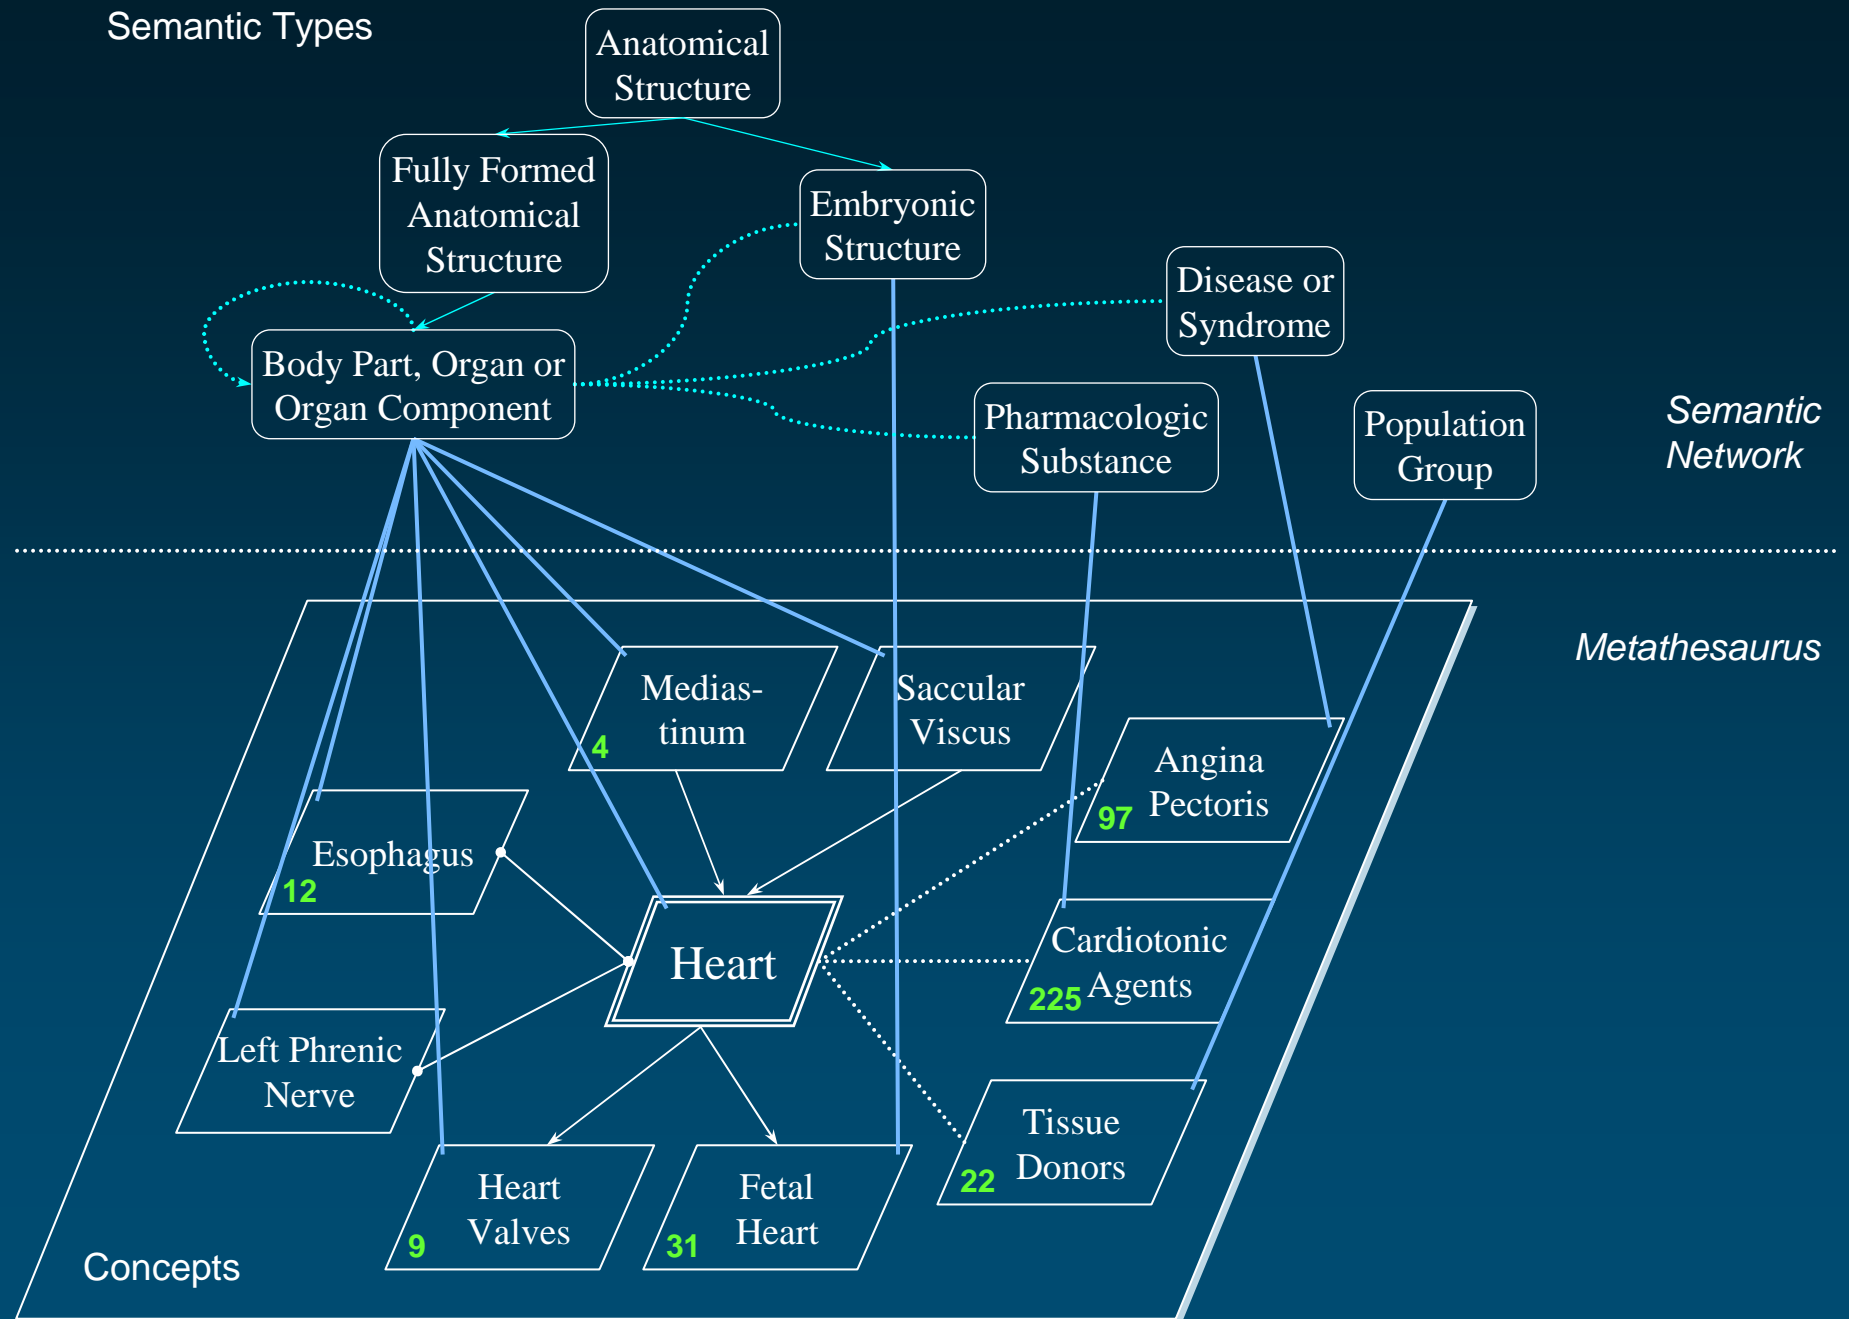 Semantic Types
Anatomical
Structure
Fully Formed
Anatomical
Structure
Embryonic
Structure
Disease or
Syndrome
Body Part, Organ or
Organ Component
Pharmacologic
Substance
Population
Group
Semantic
Network
Metathesaurus
Medias-
tinum
4
Saccular
Viscus
Angina
Pectoris
97
Esophagus
12
Heart
Cardiotonic
Agents
225
Left Phrenic
Nerve
Tissue
Donors
22
Heart
Valves
9
Fetal
Heart
31
Concepts